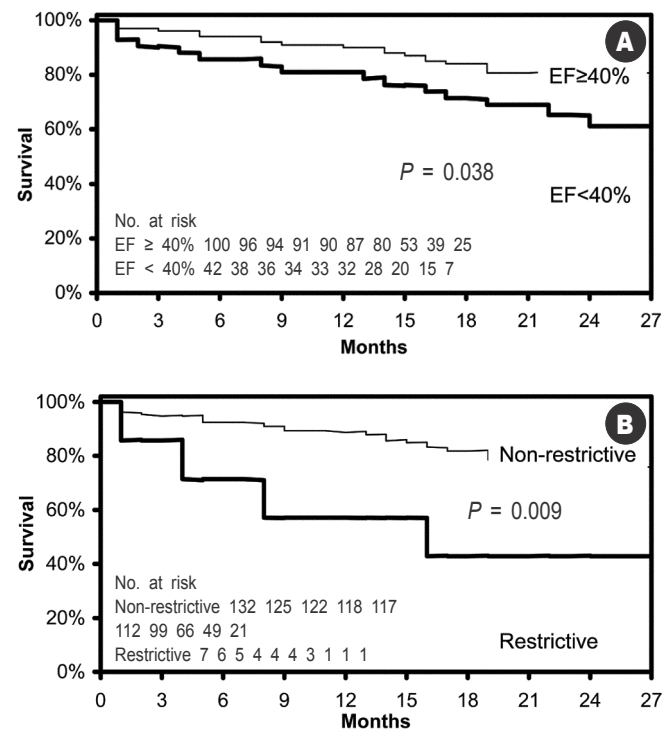 100%
80%
60%
40%
20%
0%
Survival
A
EF≥40%
P = 0.038
EF<40%
No. at risk
EF ≥ 40% 100 96 94 91 90 87 80 53 39 25
EF < 40% 42 38 36 34 33 32 28 20 15 7
0 3 6 9 12 15 18 21 24 27
Months
100%
80%
60%
40%
20%
0%
Survival
B
Non-restrictive
P = 0.009
No. at risk
Non-restrictive 132 125 122 118 117
112 99 66 49 21
Restrictive
Restrictive 7 6 5 4 4 4 3 1 1 1
0 3 6 9 12 15 18 21 24 27
Months